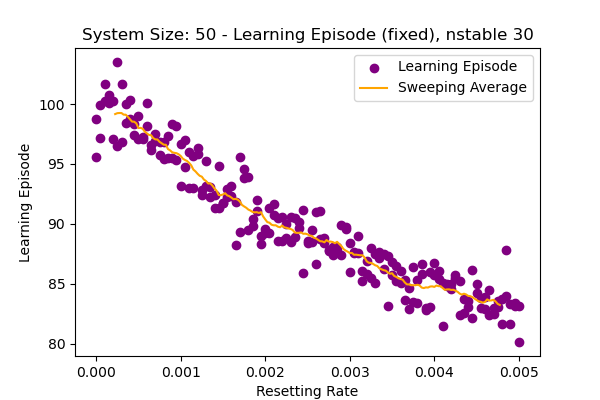 System Size: 50 - Learning Episode (fixed), nstable 30
Learning Episode
Sweeping Average
100
95
90
85
80
Learning Episode
0.000 0.001 0.002 0.003 0.004 0.005
Resetting Rate